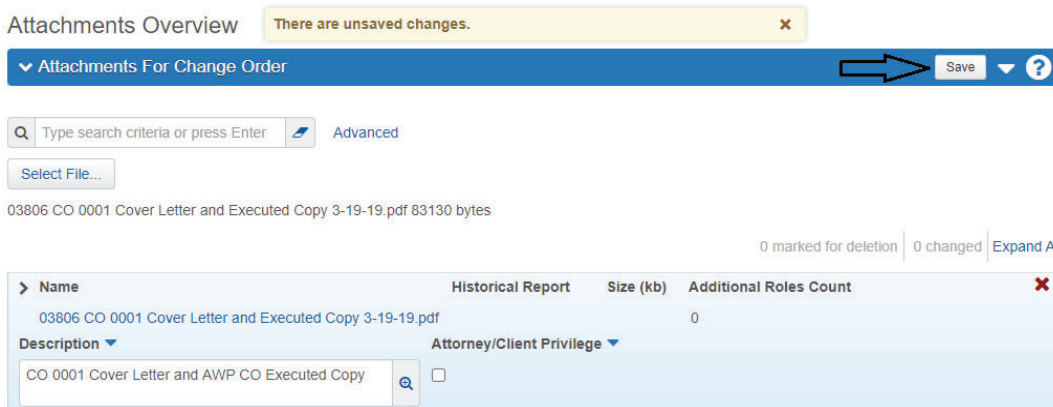 Attachments Overview
There are unsaved changes.
Attachments For Change Order
Save
Type search criteria or press Enter
Advanced
Select File...
03806 CO 0001 Cover Letter and Executed Copy 3-19-19.pdf 83130 bytes
0 marked for deletion 0 changed Expand A
Name Historical Report Size (kb) Additional Roles Count
03806 CO 0001 Cover Letter and Executed Copy 3-19-19.pdf 0
Description Attorney/Client Privilege
CO 0001 Cover Letter and AWP CO Executed Copy